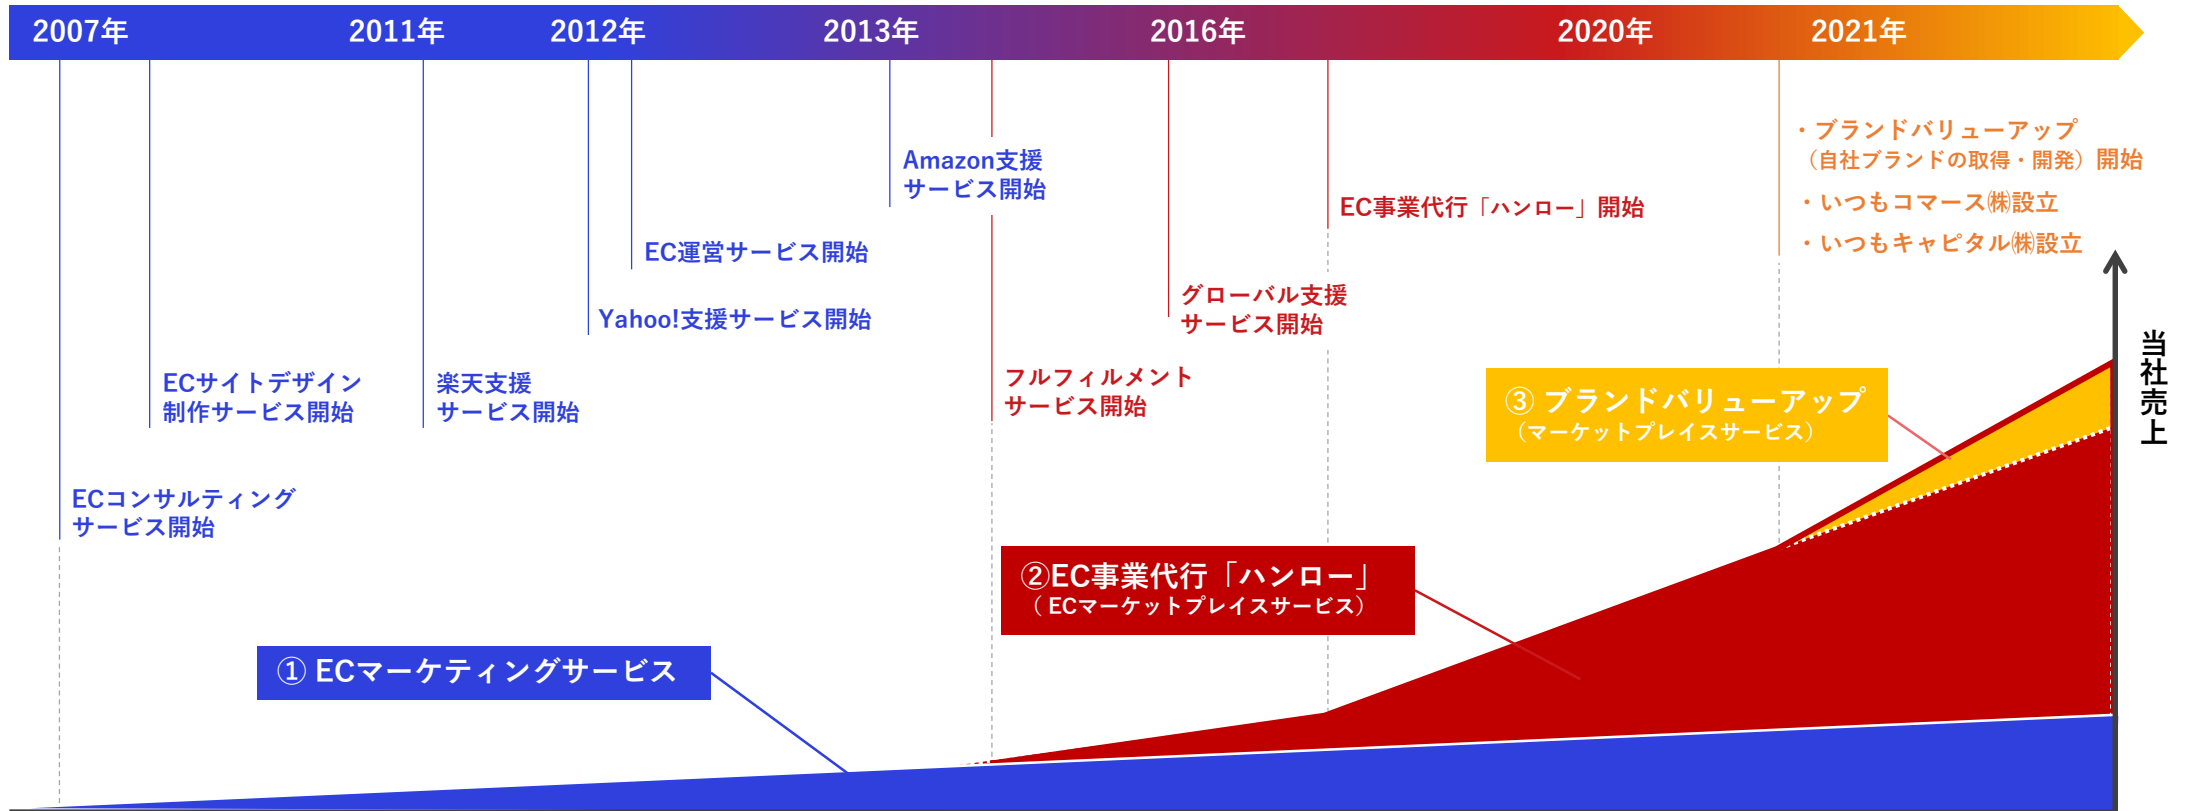 2007年
2011年
2012年
2013年
2016年
2020年
2021年
・ブランドバリューアップ
（自社ブランドの取得・開発）開始
・いつもコマース㈱設立
・いつもキャピタル㈱設立
Amazon支援
サービス開始
EC事業代行「ハンロー」開始
EC運営サービス開始
Yahoo!支援サービス開始
グローバル支援
サービス開始
ECサイトデザイン
制作サービス開始
楽天支援
サービス開始
フルフィルメント
サービス開始
ECコンサルティング
サービス開始
③ ブランドバリューアップ
（マーケットプレイスサービス）
②EC事業代行「ハンロー」
（ ECマーケットプレイスサービス）
① ECマーケティングサービス
当社売上